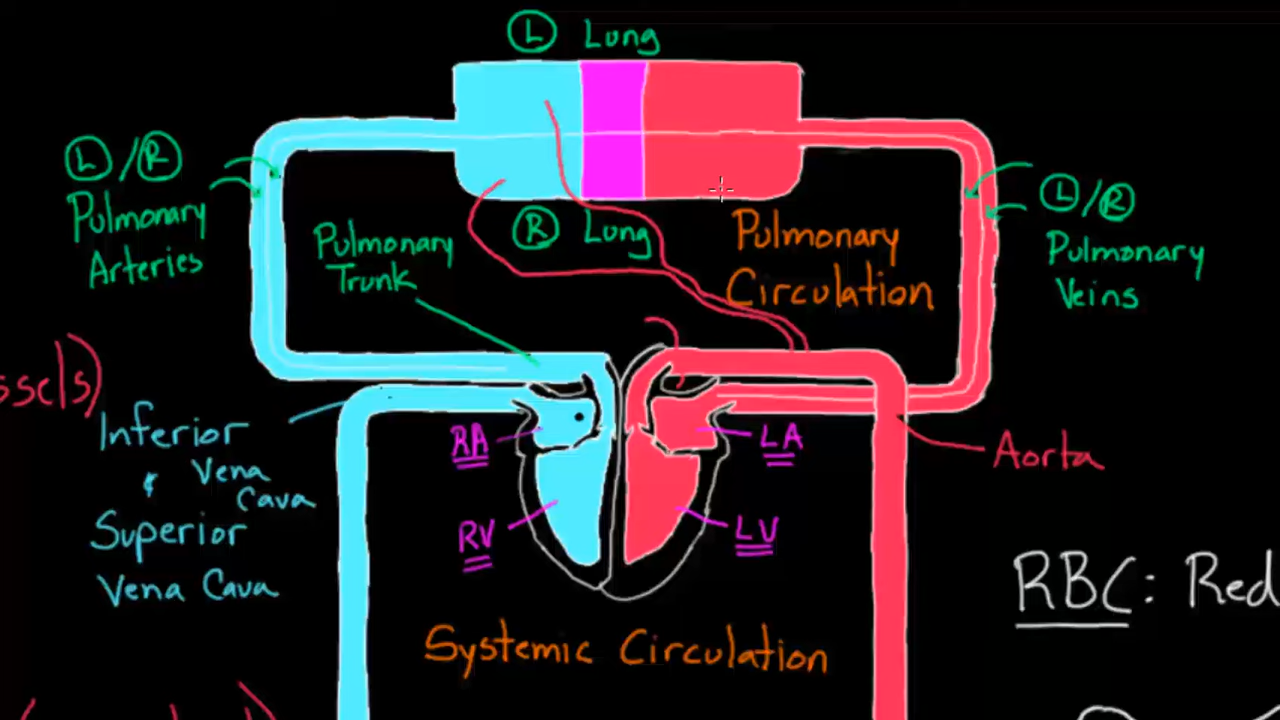 L Lung
L/R
Pulmonary
Arteries
Pulmonary
Trunk
R Lung
Pulmonary
Circulation
L/R
Pulmonary
Veins
Inferior
& Vena
Cava
Superior
Vena Cava
RA
LA
RV
LV
Aorta
RBC: Red
Systemic Circulation